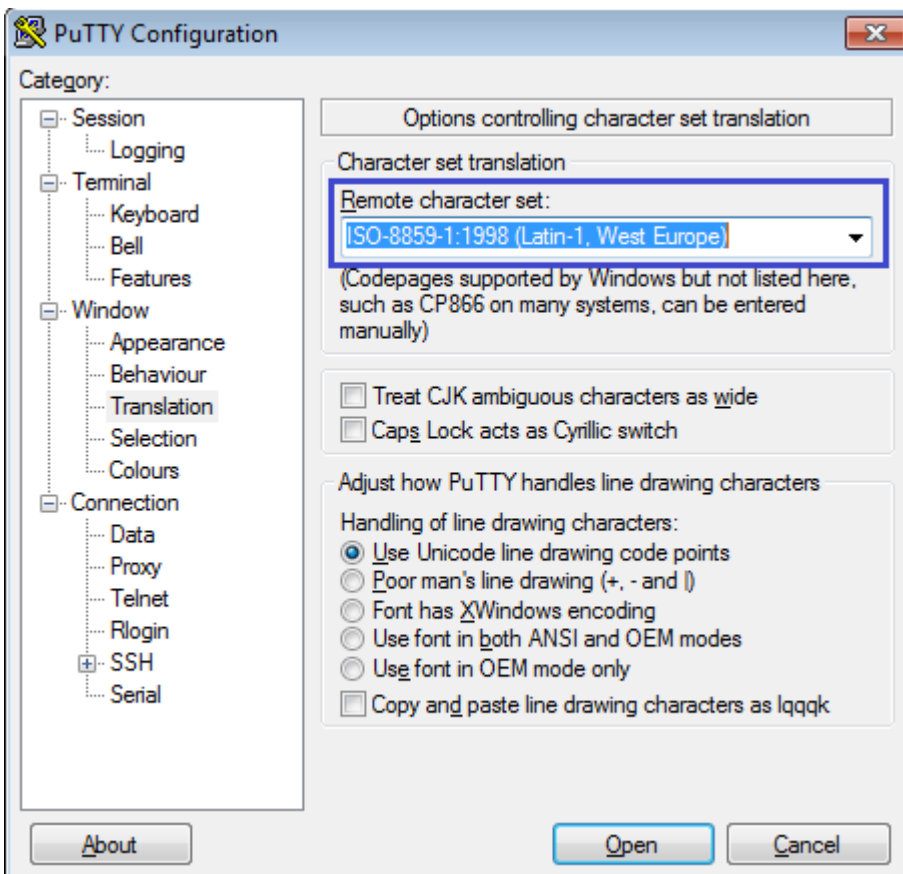 PuTTY Configuration
Category:
Session
Logging
Terminal
Keyboard
Bell
Features
Window
Appearance
Behaviour
Translation
Selection
Colours
Connection
Data
Proxy
Telnet
Rlogin
SSH
Serial
Options controlling character set translation
Character set translation
Remote character set:
ISO-8859-1:1998 (Latin-1, West Europe)
(Codepages supported by Windows but not listed here,
such as CP866 on many systems, can be entered
manually)
Treat CJK ambiguous characters as wide
Caps Lock acts as Cyrillic switch
Adjust how PuTTY handles line drawing characters
Handling of line drawing characters:
Use Unicode line drawing code points
Poor man's line drawing (+, - and |)
Font has XWindows encoding
Use font in both ANSI and OEM modes
Use font in OEM mode only
Copy and paste line drawing characters as lqqqk
About
Open
Cancel